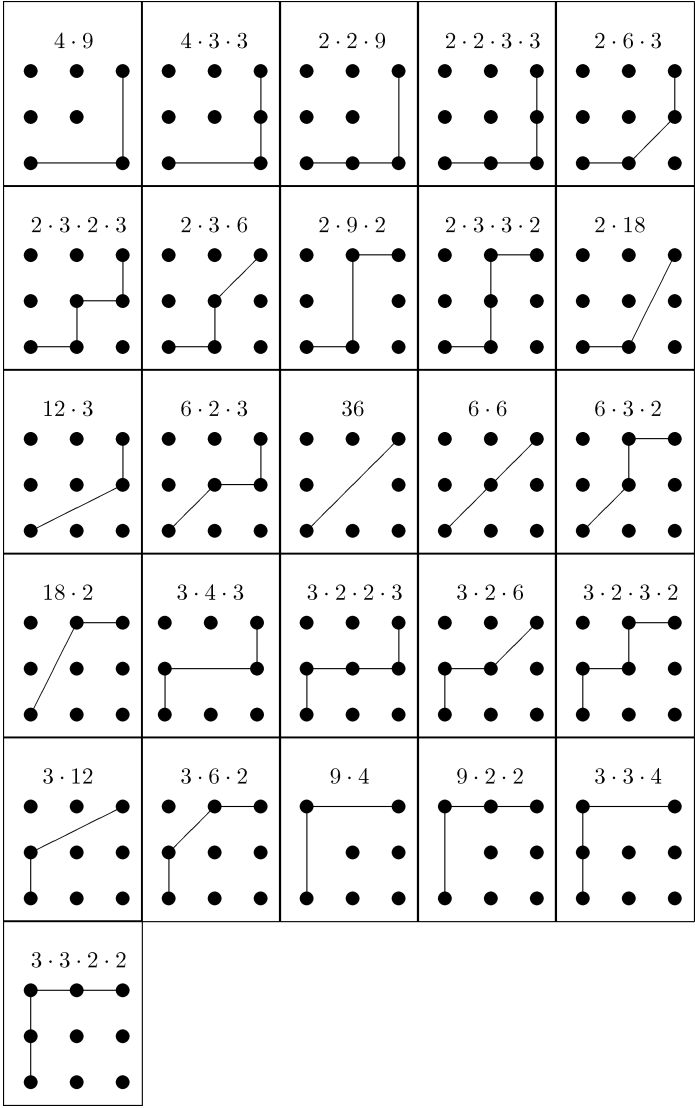 4 · 9
4 · 3 · 3
2 · 2 · 9
2 · 2 · 3 · 3
2 · 6 · 3
2 · 3 · 2 · 3
2 · 3 · 6
2 · 9 · 2
2 · 3 · 3 · 2
2 · 18
12 · 3
6 · 2 · 3
36
6 · 6
6 · 3 · 2
18 · 2
3 · 4 · 3
3 · 2 · 2 · 3
3 · 2 · 6
3 · 2 · 3 · 2
3 · 12
3 · 6 · 2
9 · 4
9 · 2 · 2
3 · 3 · 4
3 · 3 · 2 · 2